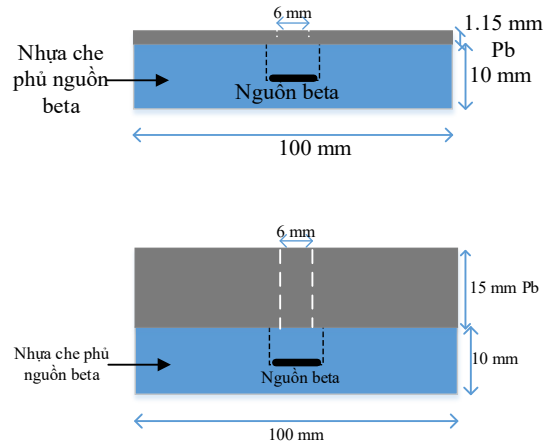 6 mm
1.15 mm
Pb
Nhựa che
phủ nguồn
beta
10 mm
Nguồn beta
100 mm
6 mm
15 mm Pb
Nhựa che phủ
nguồn beta
10 mm
Nguồn beta
100 mm